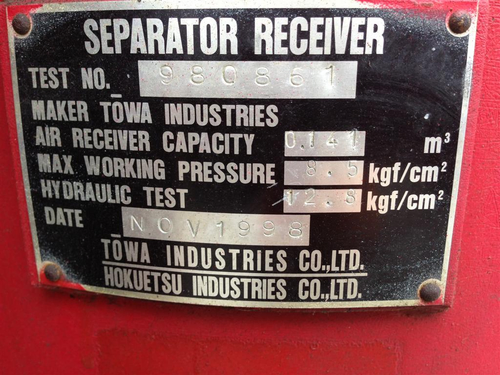 SEPARATOR RECEIVER
TEST NO. 980861
MAKER TOWA INDUSTRIES
AIR RECEIVER CAPACITY 0.141 m³
MAX WORKING PRESSURE 8.5 kgf/cm²
HYDRAULIC TEST 12.8 kgf/cm²
DATE NOV1998
TOWA INDUSTRIES CO.,LTD.
HOKUETSU INDUSTRIES CO.,LTD.